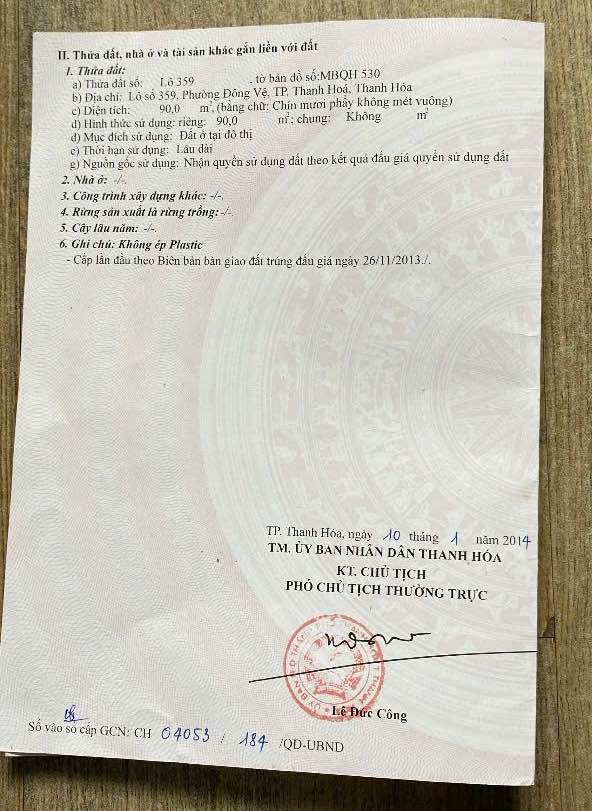 II. Thửa đất, nhà ở và tài sản khác gắn liền với đất
1. Thửa đất:
a) Thửa đất số: Lô 359 , tờ bản đồ số:MBQH 530
b) Địa chỉ: Lô số 359, Phường Đông Vệ, TP. Thanh Hoá, Thanh Hóa
c) Diện tích: 90,0 m², (bằng chữ: Chín mươi phẩy không mét vuông)
d) Hình thức sử dụng: riêng: 90,0 m²; chung: Không m²
đ) Mục đích sử dụng: Đất ở tại đô thị
e) Thời hạn sử dụng: Lâu dài
g) Nguồn gốc sử dụng: Nhận quyền sử dụng đất theo kết quả đấu giá quyền sử dụng đất
2. Nhà ở: -/-.
3. Công trình xây dựng khác: -/-.
4. Rừng sản xuất là rừng trồng: -/-.
5. Cây lâu năm: -/-.
6. Ghi chú: Không ép Plastic
- Cấp lần đầu theo Biên bản bàn giao đất trúng đấu giá ngày 26/11/2013./.
TP. Thanh Hóa, ngày 10 tháng 1 năm 2014
TM. ỦY BAN NHÂN DÂN THANH HÓA
KT. CHỦ TỊCH
PHÓ CHỦ TỊCH THƯỜNG TRỰC
Lê Đức Công
Số vào sổ cấp GCN: CH 04053 / 184 /QD-UBND